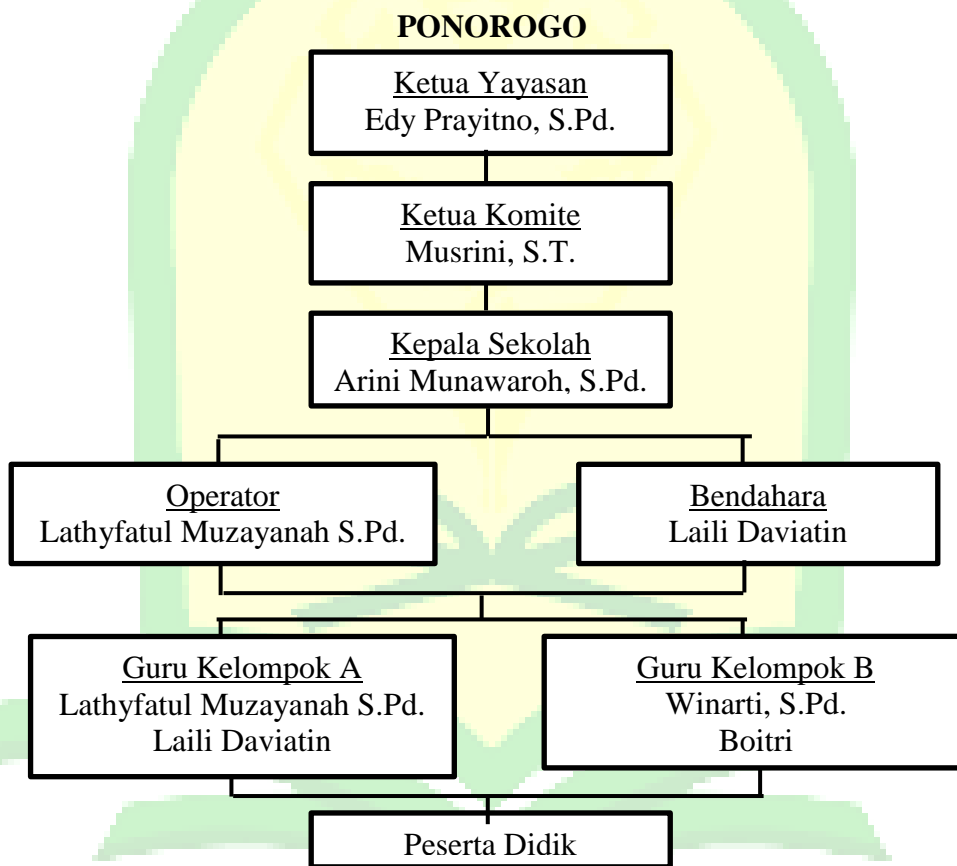 PONOROGO
Ketua Yayasan
Edy Prayitno, S.Pd.
Ketua Komite
Musrini, S.T.
Kepala Sekolah
Arini Munawaroh, S.Pd.
Operator
Lathyfatul Muzayanah S.Pd.
Bendahara
Laili Daviatin
Guru Kelompok A
Lathyfatul Muzayanah S.Pd.
Laili Daviatin
Guru Kelompok B
Winarti, S.Pd.
Boitri
Peserta Didik